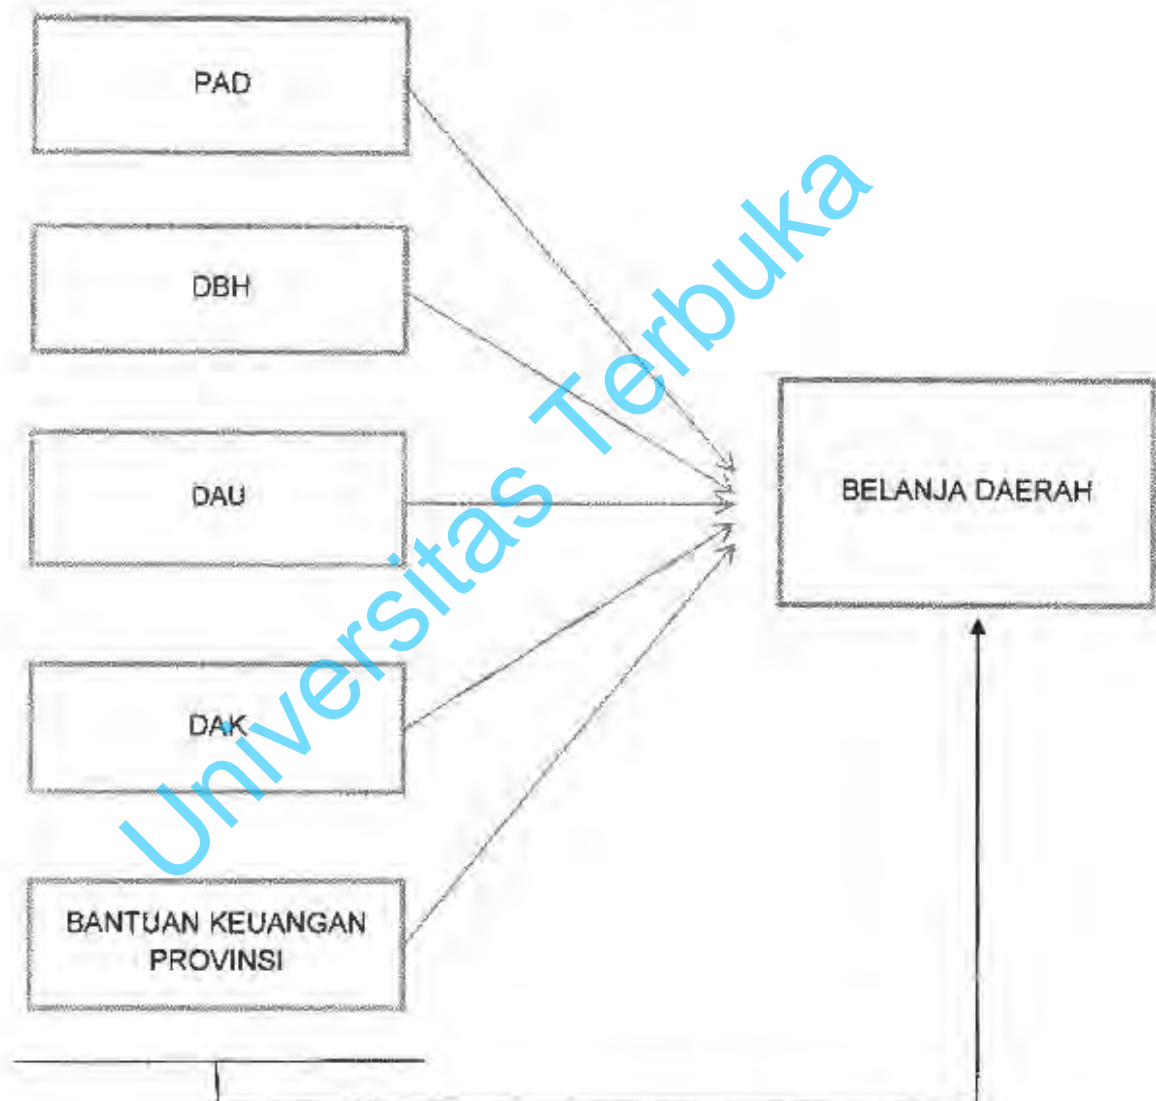 PAD
DBH
DAU
DAK
BANTUAN KEUANGAN
PROVINSI
BELANJA DAERAH
Universitas Terbuka